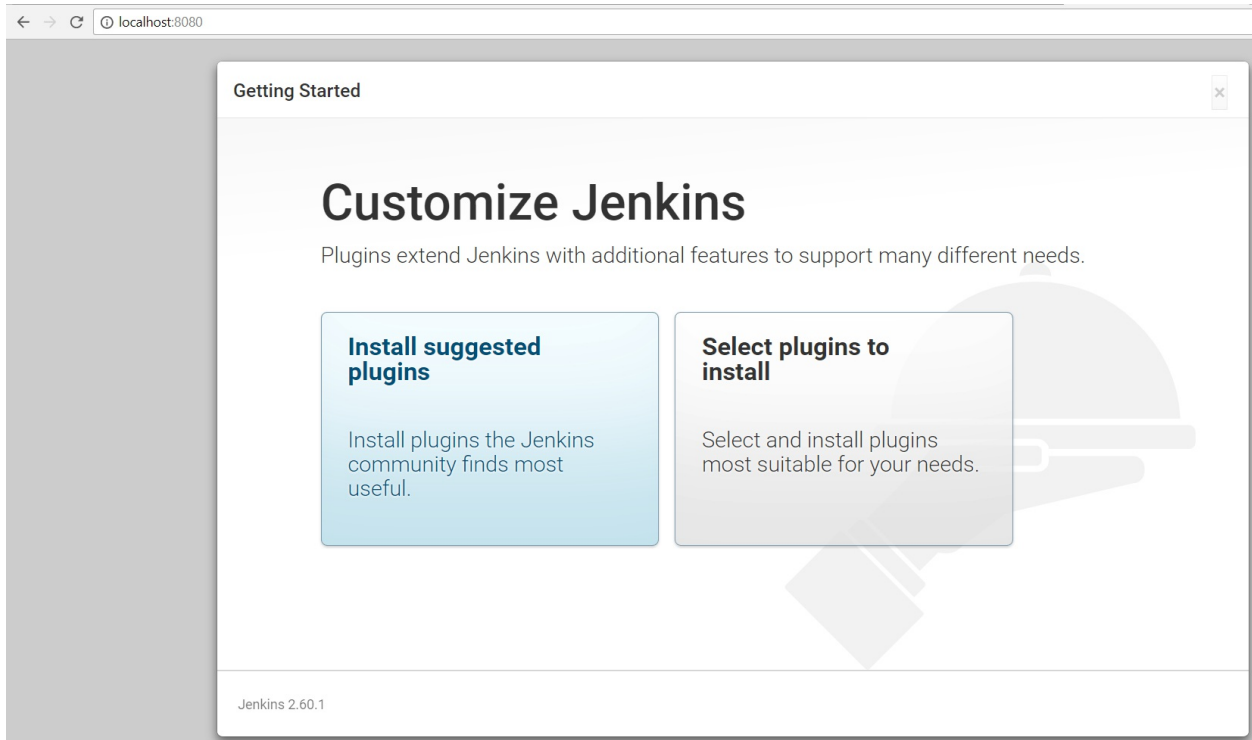 localhost:8080
Getting Started
×
Customize Jenkins
Plugins extend Jenkins with additional features to support many different needs.
Install suggested
plugins
Install plugins the Jenkins
community finds most
useful.
Select plugins to
install
Select and install plugins
most suitable for your needs.
Jenkins 2.60.1